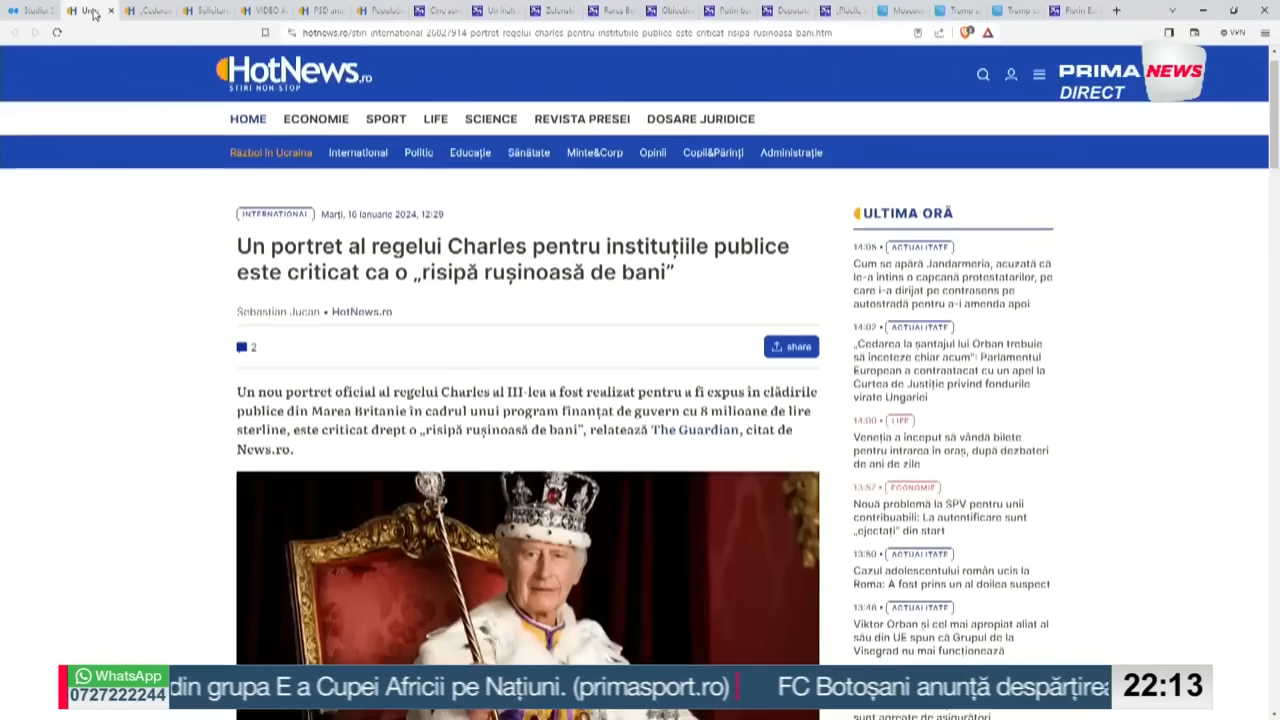 hotnews.ro/stiri-international-26827914-portret-regelui-charles-pentru-institutiile-publice-este-criticat-risipa-rusinoasa-bani.htm
VPN
HotNews.ro
STIRI NON-STOP
PRIMA NEWS
DIRECT
HOME ECONOMIE SPORT LIFE SCIENCE REVISTA PRESEI DOSARE JURIDICE
Război în Ucraina International Politic Educație Sănătate Minte&Corp Opinii Copii&Părinți Administrație
INTERNATIONAL Marți, 16 Ianuarie 2024, 12:29
Un portret al regelui Charles pentru instituțiile publice
este criticat ca o „risipă rușinoasă de bani”
Sebastian Jucan • HotNews.ro
2
share
Un nou portret oficial al regelui Charles al III-lea a fost realizat pentru a fi expus în clădirile
publice din Marea Britanie în cadrul unui program finanțat de guvern cu 8 milioane de lire
sterline, este criticat drept o „risipă rușinoasă de bani”, relatează The Guardian, citat de
News.ro.
ULTIMA ORĂ
14:08 • ACTUALITATE
Cum se apără Jandarmeria, acuzată că
le-a întins o capcană protestatarilor, pe
care i-a dirijat pe contrasens pe
autostradă pentru a-i amenda apoi
14:02 • ACTUALITATE
„Cedarea la șantajul lui Orban trebuie
să înceteze chiar acum”: Parlamentul
European a contraatacat cu un apel la
Curtea de Justiție privind fondurile
virate Ungariei
14:00 • LIFE
Veneția a început să vândă bilete
pentru intrarea în oraș, după dezbateri
de ani de zile
13:57 • ECONOMIE
Nouă problemă la SPV pentru unii
contribuabili: La autentificare sunt
„ejectați” din start
13:50 • ACTUALITATE
Cazul adolescentului român ucis la
Roma: A fost prins un al doilea suspect
13:48 • ACTUALITATE
Viktor Orban și cel mai apropiat aliat al
său din UE spun că Grupul de la
Visegrad nu mai funcționează
sunt agreate de asigurători
WhatsApp
0727222244
din grupa E a Cupei Africii pe Națiuni. (primasport.ro) FC Botoșani anunță despărțirea
22:13